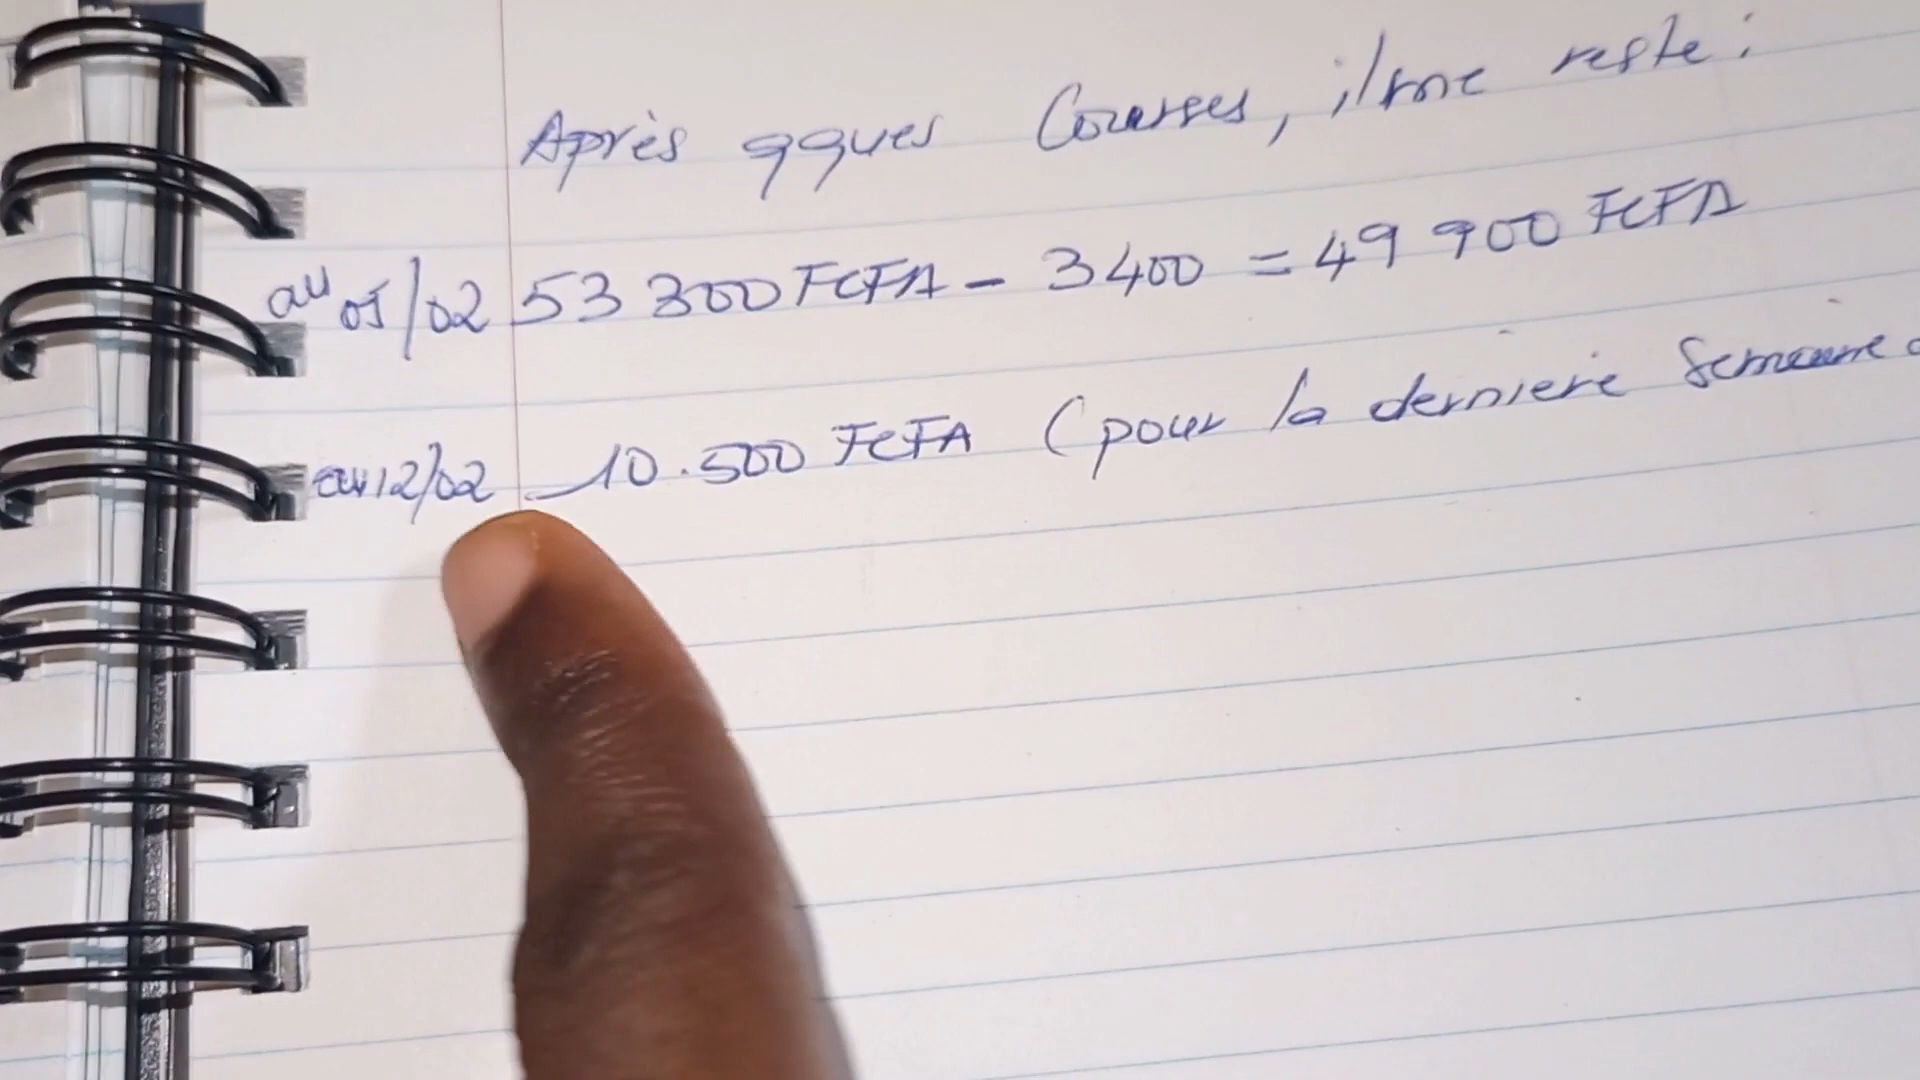 Après qques Courses, il me reste :
au 05/02 53 300 FCFA - 3400 = 49 900 FCFA
au 12/02 _ 10.500 FCFA (pour la dernière Semaine